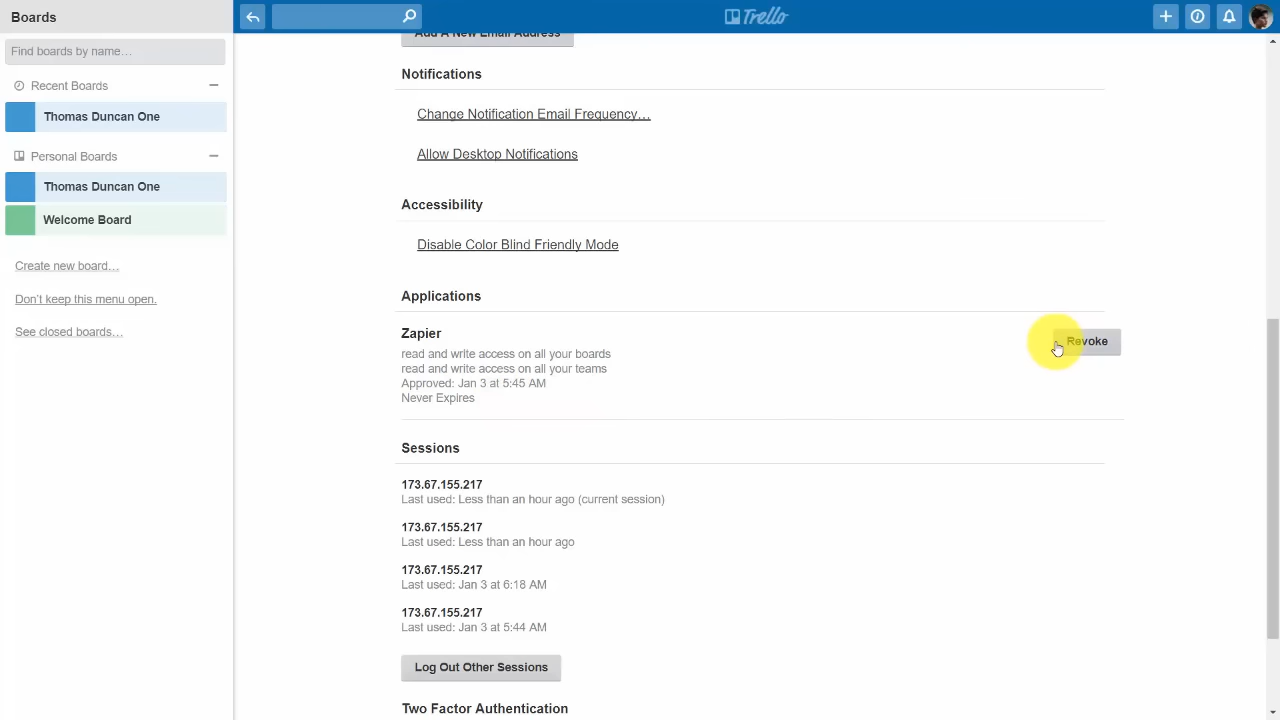 Boards
Trello
Find boards by name…
Recent Boards
Thomas Duncan One
Personal Boards
Thomas Duncan One
Welcome Board
Create new board…
Don't keep this menu open.
See closed boards…
Add A New Email Address
Notifications
Change Notification Email Frequency…
Allow Desktop Notifications
Accessibility
Disable Color Blind Friendly Mode
Applications
Zapier
Revoke
read and write access on all your boards
read and write access on all your teams
Approved: Jan 3 at 5:45 AM
Never Expires
Sessions
173.67.155.217
Last used: Less than an hour ago (current session)
173.67.155.217
Last used: Less than an hour ago
173.67.155.217
Last used: Jan 3 at 6:18 AM
173.67.155.217
Last used: Jan 3 at 5:44 AM
Log Out Other Sessions
Two Factor Authentication